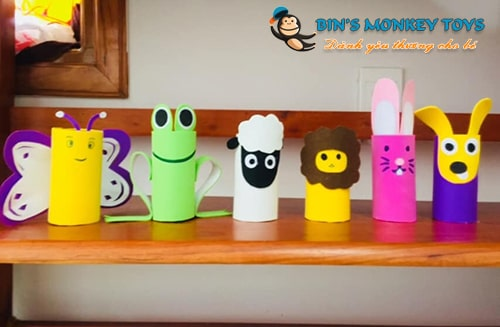 BIN'S MONKEY TOYS
Dành yêu thương cho bé